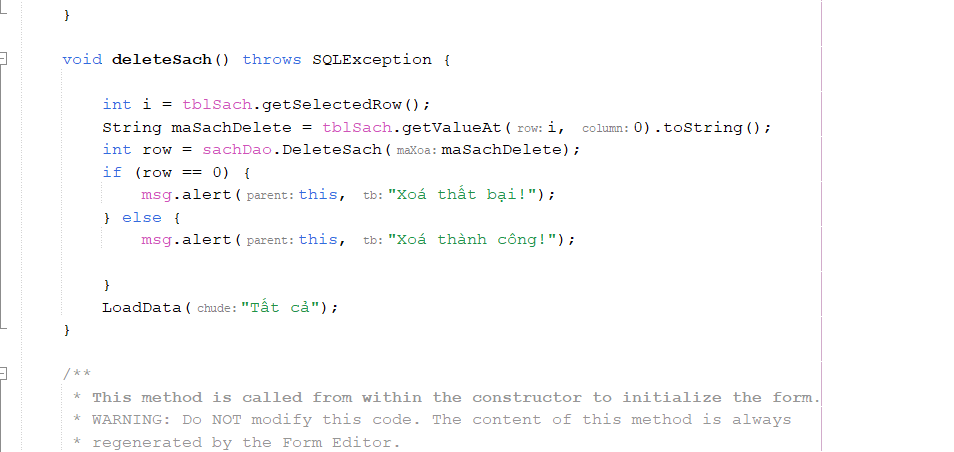 }
void deleteSach() throws SQLException {
int i = tblSach.getSelectedRow();
String maSachDelete = tblSach.getValueAt( row: i, column: 0).toString();
int row = sachDao.DeleteSach( maXoa: maSachDelete);
if (row == 0) {
msg.alert( parent: this, tb: "Xoá thất bại!");
} else {
msg.alert( parent: this, tb: "Xoá thành công!");
}
LoadData( chude: "Tất cả");
}
/**
* This method is called from within the constructor to initialize the form.
* WARNING: Do NOT modify this code. The content of this method is always
* regenerated by the Form Editor.